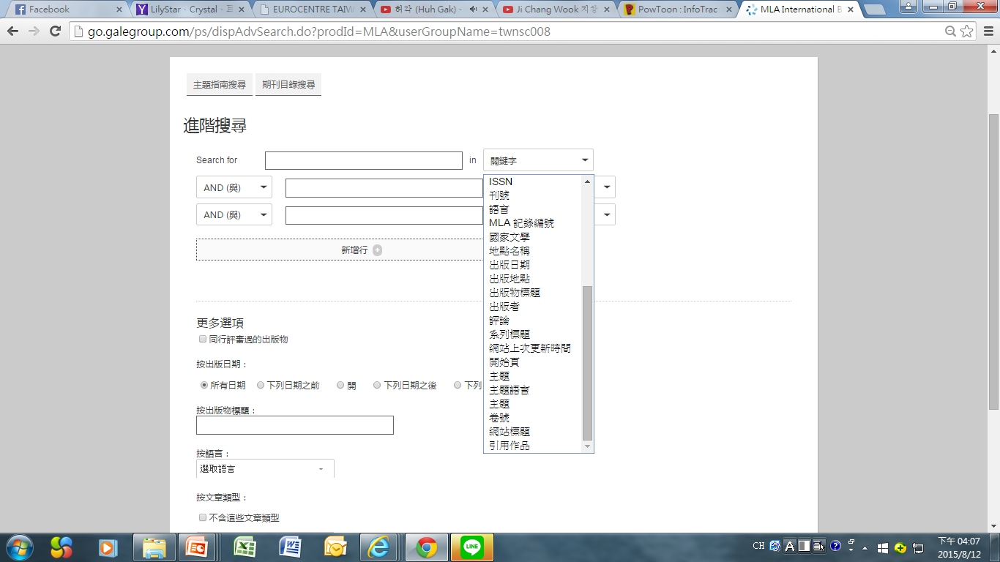 Facebook
LilyStar - Crystal - 프
EUROCENTRE TAIW
허각 (Huh Gak) -
Ji Chang Wook 지창
PowToon : InfoTrac
MLA International B
go.galegroup.com/ps/dispAdvSearch.do?prodId=MLA&userGroupName=twnsc008
主題指南搜尋 期刊目錄搜尋
進階搜尋
Search for in 關鍵字
AND (與)
AND (與)
新增行
ISSN
刊號
語言
MLA 記錄編號
國家文學
地點名稱
出版日期
出版地點
出版物標題
出版者
評論
系列標題
網站上次更新時間
開始頁
主題
主題語言
主題
卷號
網站標題
引用作品
更多選項
同行評審過的出版物
按出版日期：
所有日期 下列日期之前 開 下列日期之後 下列
按出版物標題：
按語言：
選取語言
按文章類型：
不含這些文章類型
LINE
CH
下午 04:07
2015/8/12